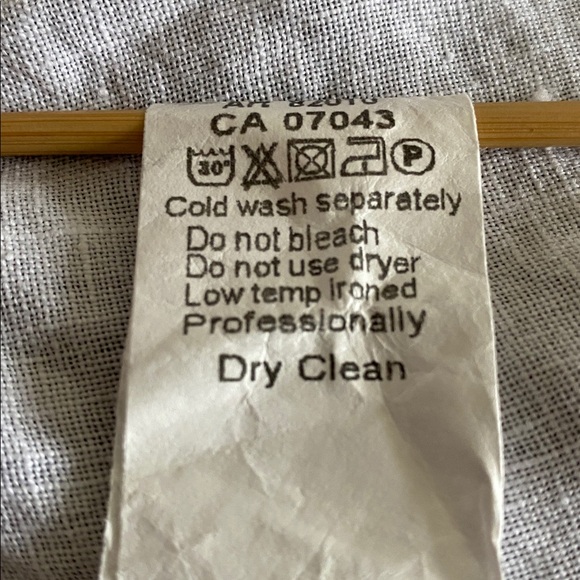 CA 07043
30°
P
Cold wash separately
Do not bleach
Do not use dryer
Low temp ironed
Professionally
Dry Clean